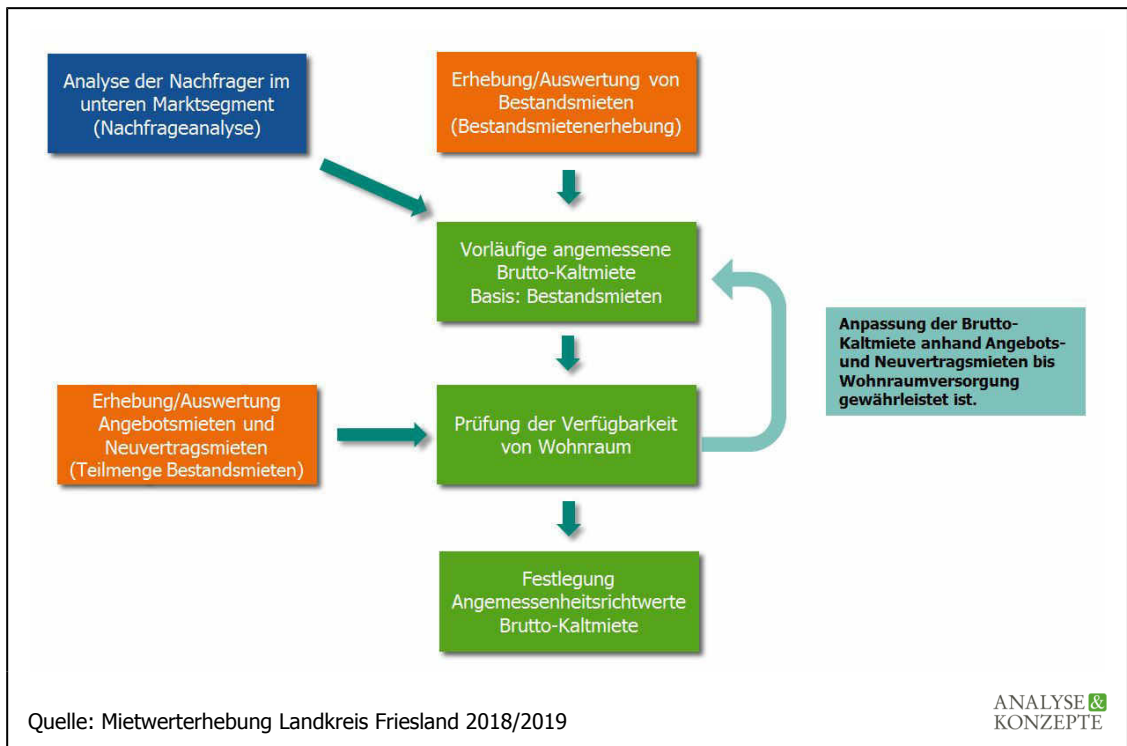 Analyse der Nachfrager im
unteren Marktsegment
(Nachfrageanalyse)
Erhebung/Auswertung von
Bestandsmieten
(Bestandsmietenerhebung)
Vorläufige angemessene
Brutto-Kaltmiete
Basis: Bestandsmieten
Anpassung der Brutto-
Kaltmiete anhand Angebots-
und Neuvertragsmieten bis
Wohnraumversorgung
gewährleistet ist.
Erhebung/Auswertung
Angebotsmieten und
Neuvertragsmieten
(Teilmenge Bestandsmieten)
Prüfung der Verfügbarkeit
von Wohnraum
Festlegung
Angemessenheitsrichtwerte
Brutto-Kaltmiete
Quelle: Mietwerterhebung Landkreis Friesland 2018/2019
ANALYSE &
KONZEPTE